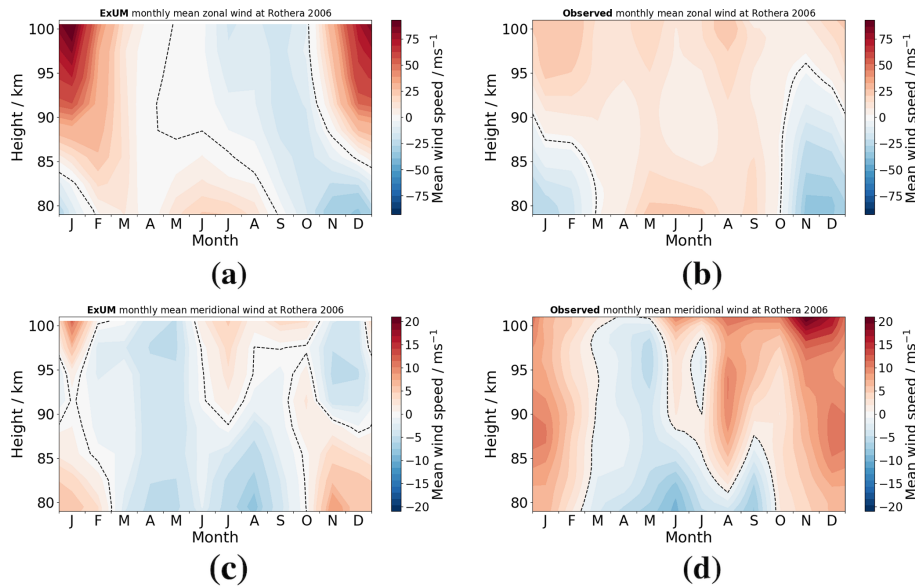 ExUM monthly mean zonal wind at Rothera 2006
100
95
90
85
80
Height / km
J F M A M J J A S O N D
Month
75
50
25
0
−25
−50
−75
Mean wind speed / ms⁻¹
(a)
Observed monthly mean zonal wind at Rothera 2006
100
95
90
85
80
Height / km
J F M A M J J A S O N D
Month
75
50
25
0
−25
−50
−75
Mean wind speed / ms⁻¹
(b)
ExUM monthly mean meridional wind at Rothera 2006
100
95
90
85
80
Height / km
J F M A M J J A S O N D
Month
20
15
10
5
0
−5
−10
−15
−20
Mean wind speed / ms⁻¹
(c)
Observed monthly mean meridional wind at Rothera 2006
100
95
90
85
80
Height / km
J F M A M J J A S O N D
Month
20
15
10
5
0
−5
−10
−15
−20
Mean wind speed / ms⁻¹
(d)